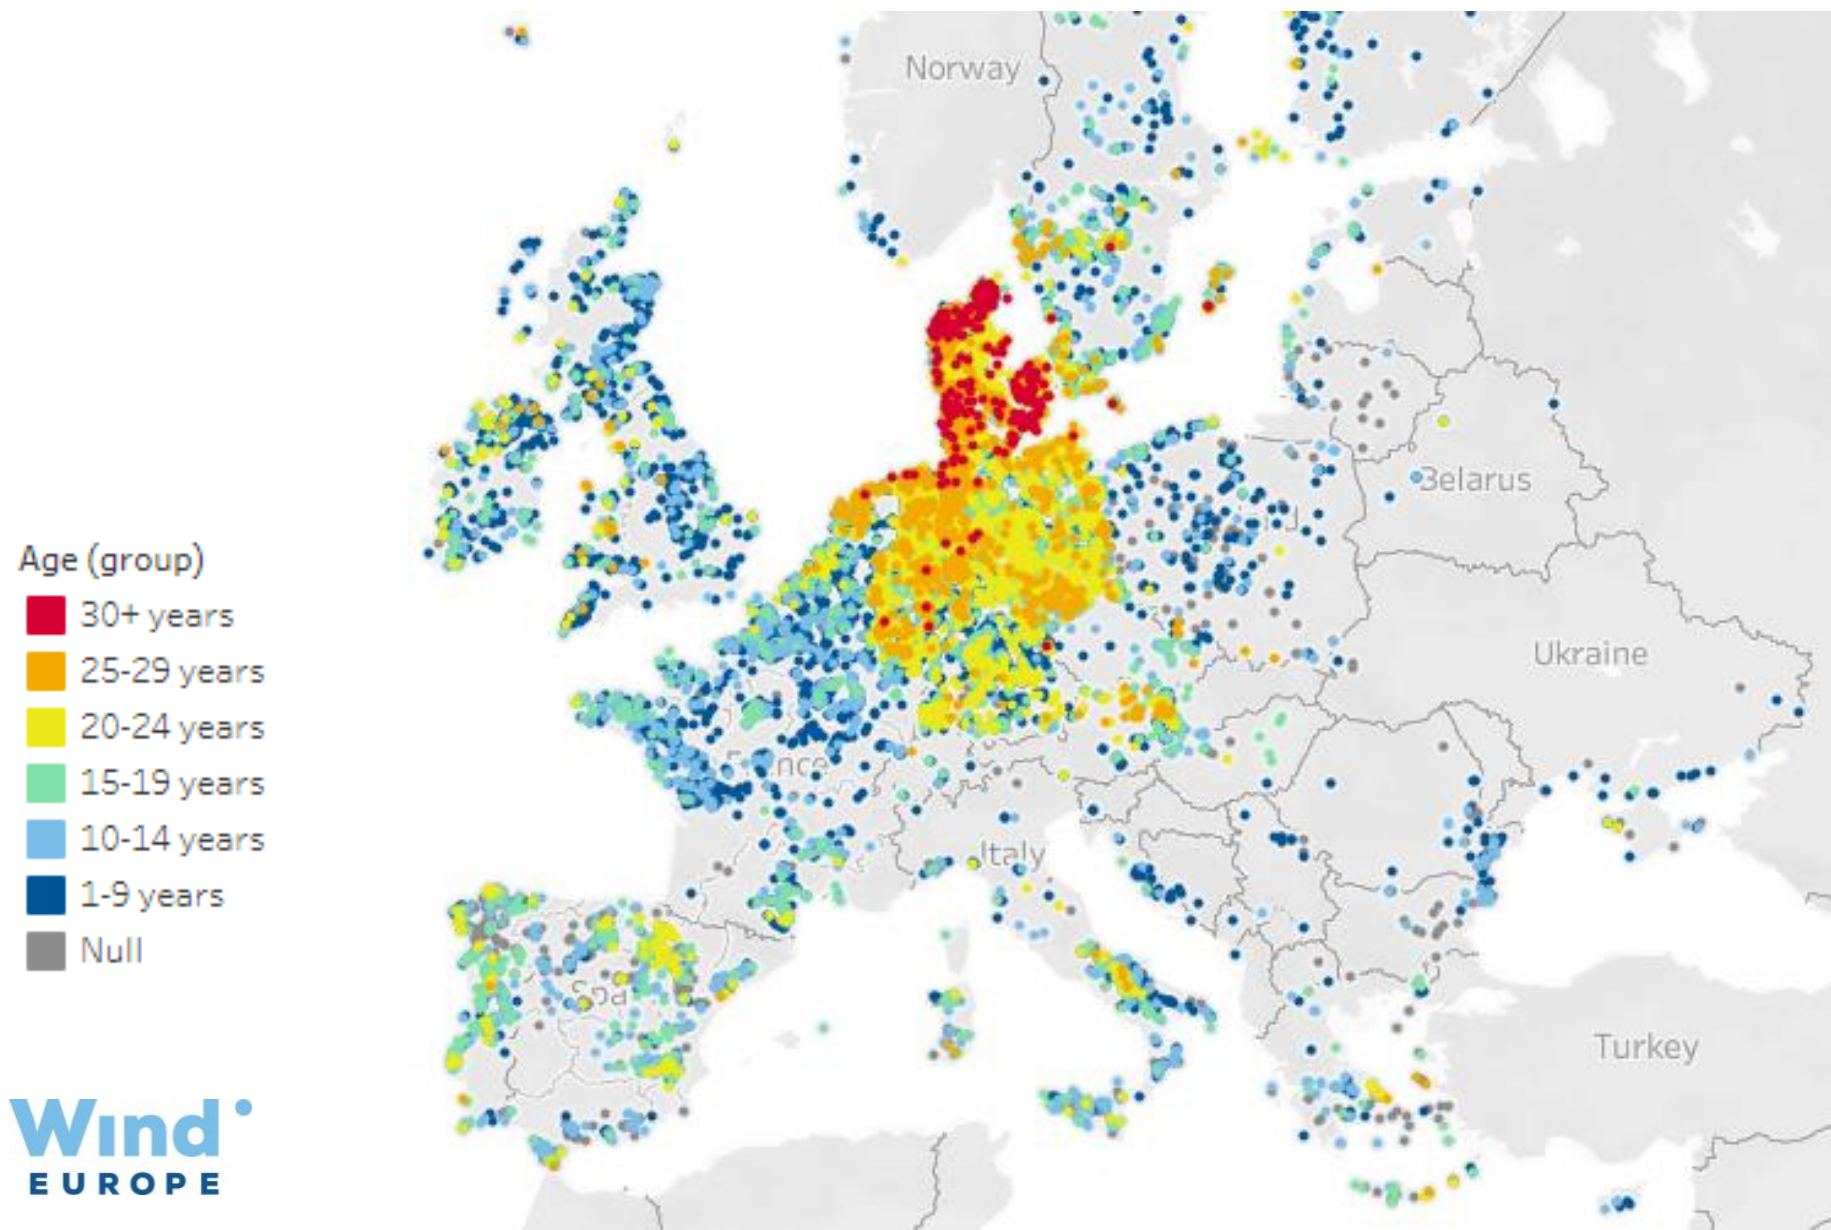 Norway
Belarus
Ukraine
Italy
Turkey
Age (group)
30+ years
25-29 years
20-24 years
15-19 years
10-14 years
1-9 years
Null
Wind
EUROPE